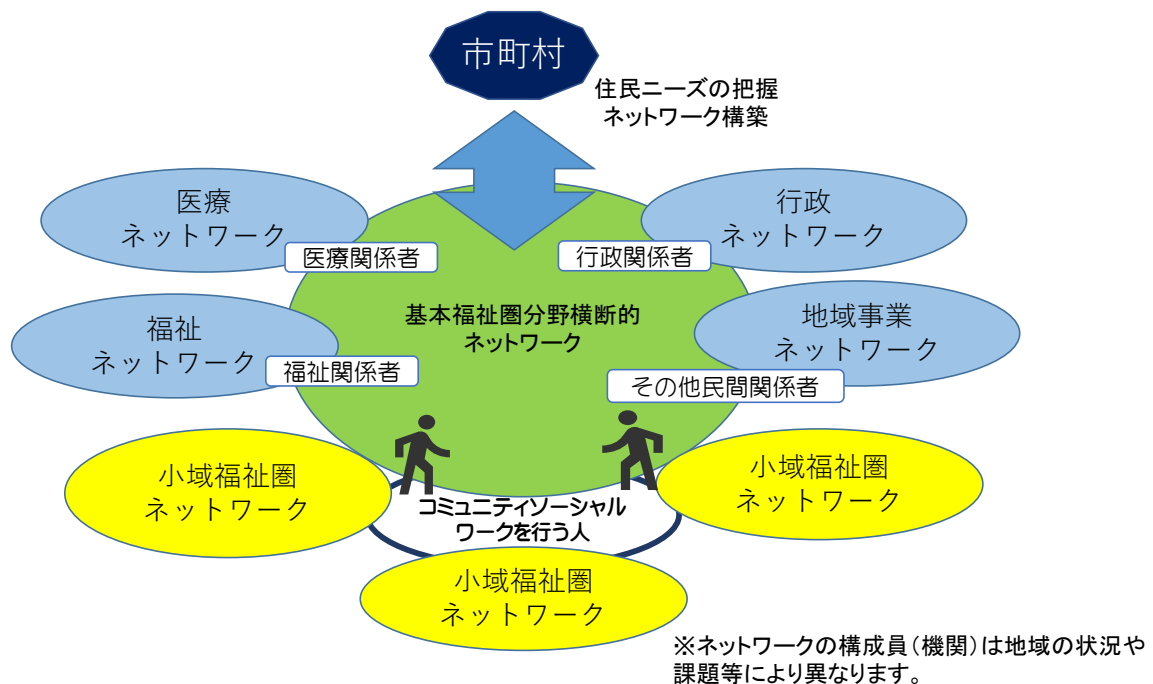 市町村
住民ニーズの把握
ネットワーク構築
医療
ネットワーク
行政
ネットワーク
医療関係者
行政関係者
基本福祉圏分野横断的
ネットワーク
福祉
ネットワーク
地域事業
ネットワーク
福祉関係者
その他民間関係者
小域福祉圏
ネットワーク
小域福祉圏
ネットワーク
コミュニティソーシャル
ワークを行う人
小域福祉圏
ネットワーク
※ネットワークの構成員（機関）は地域の状況や
課題等により異なります。